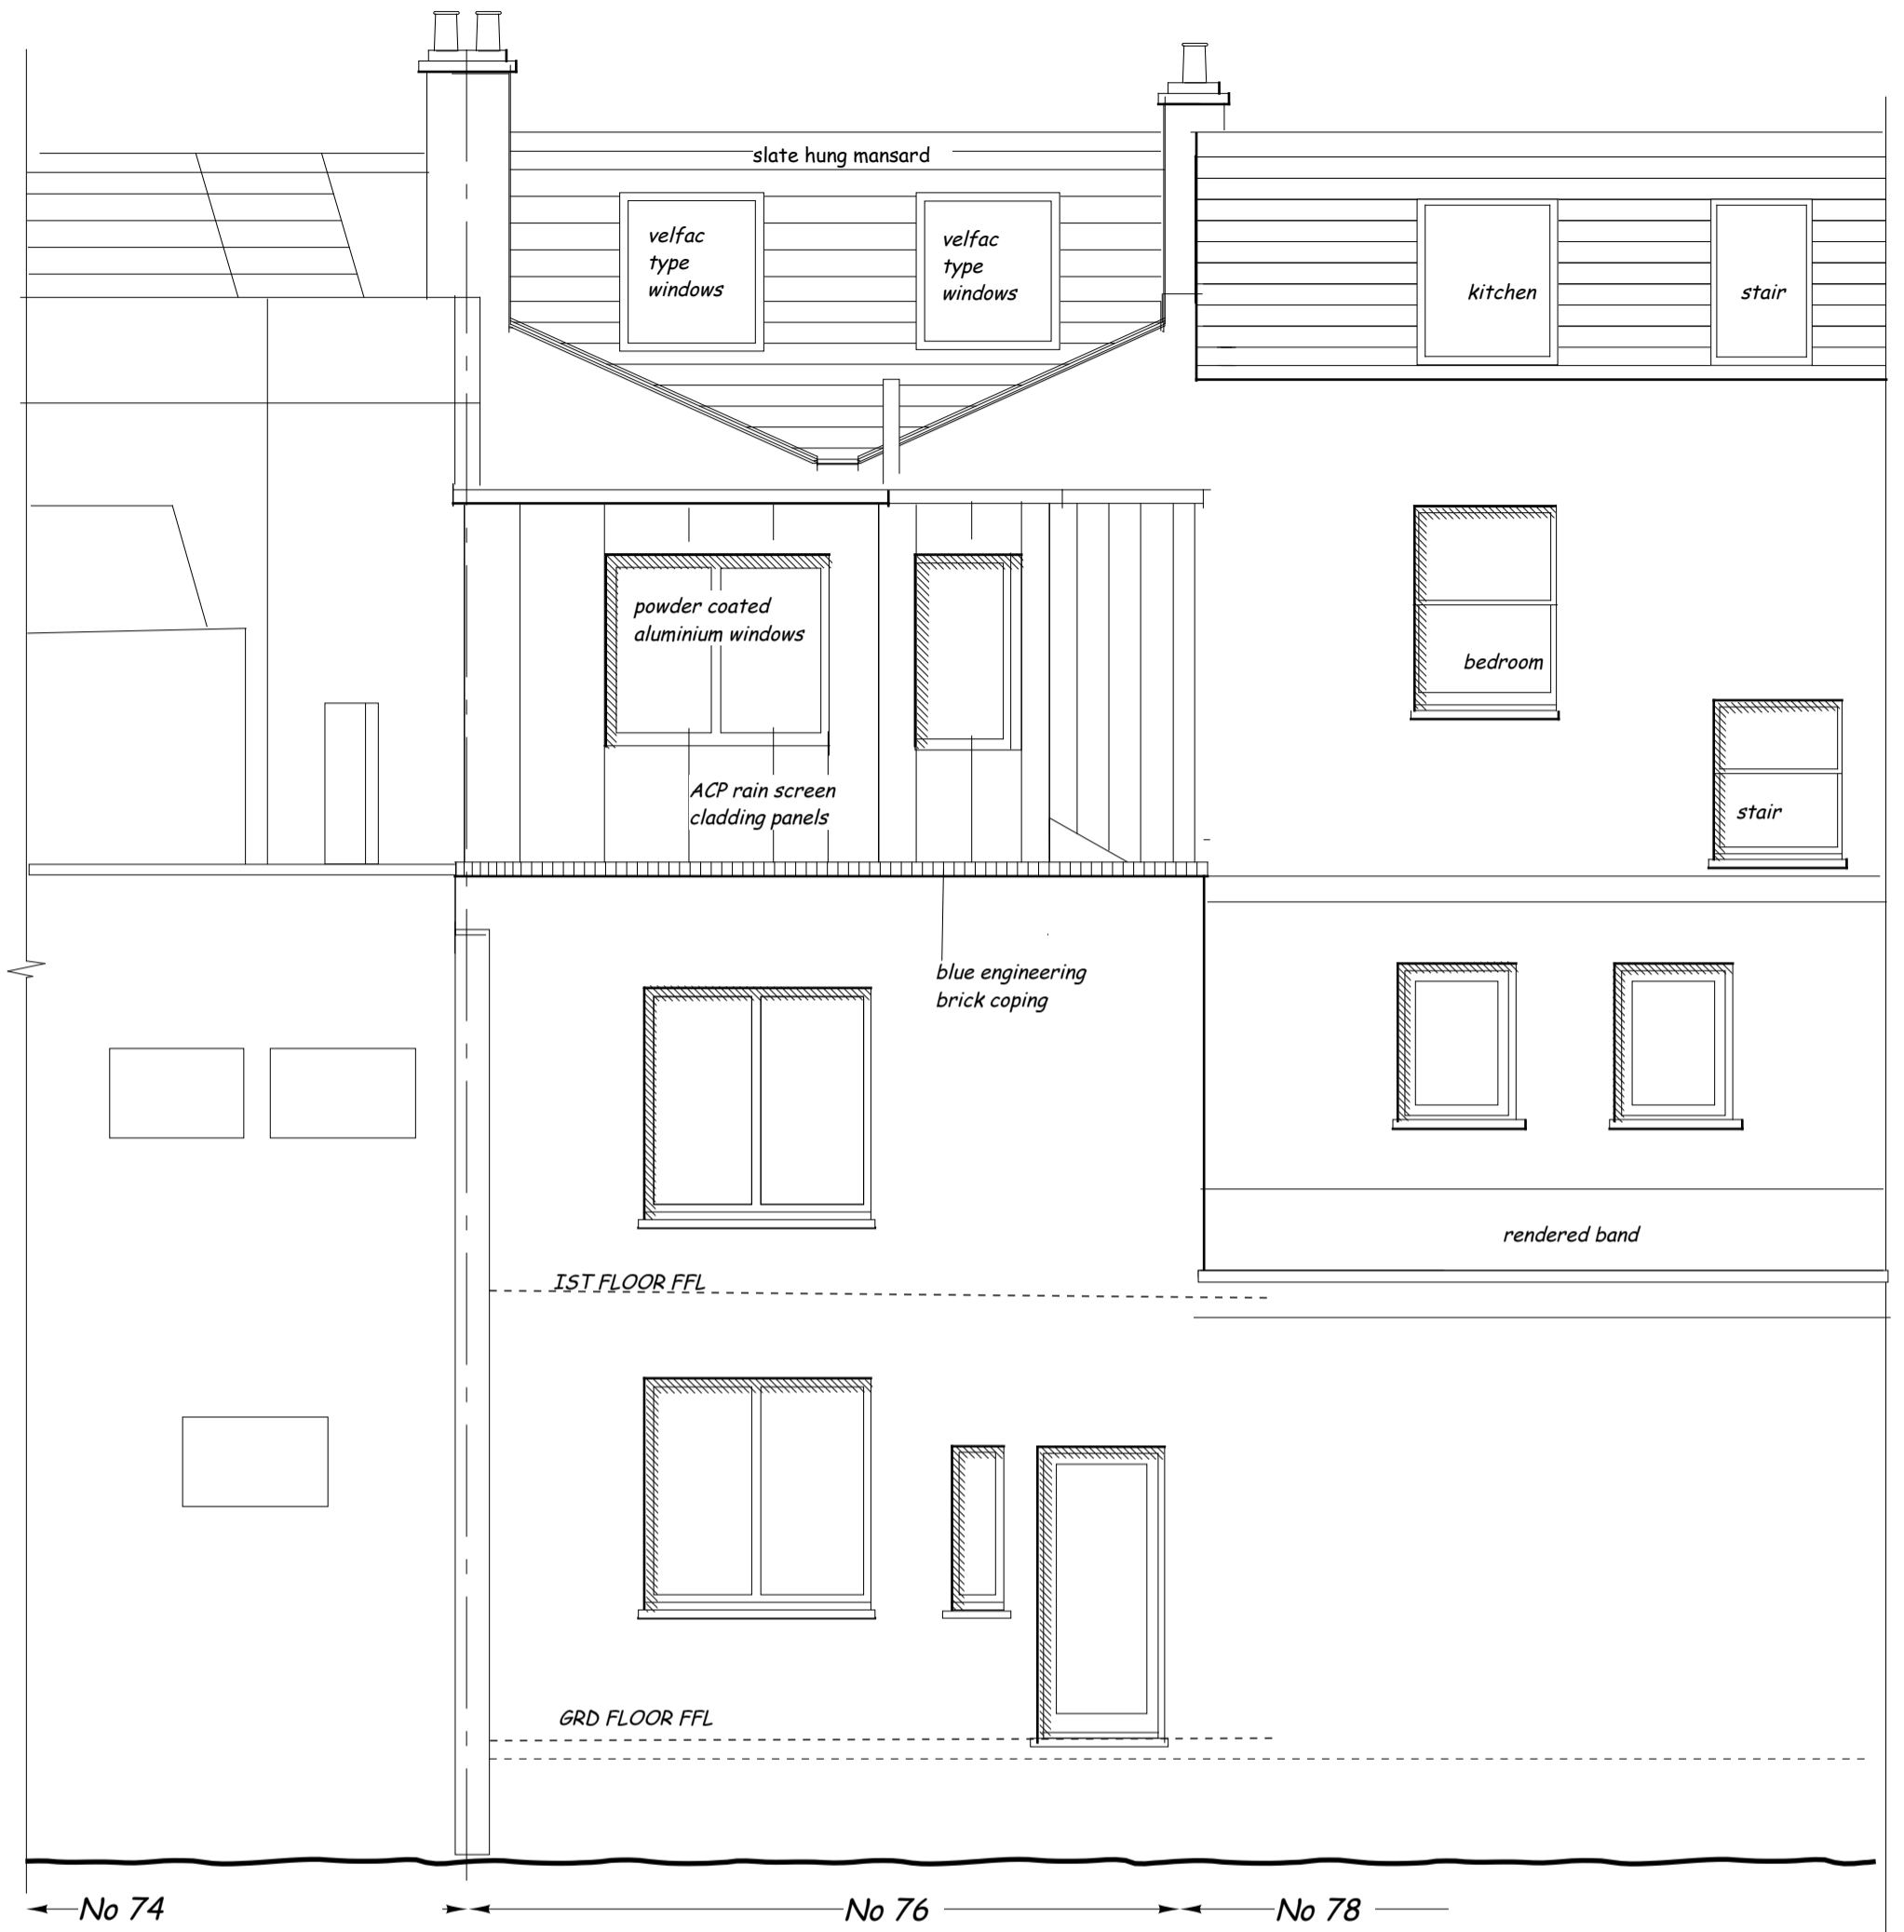 slate hung mansard
velfac
type
windows
velfac
type
windows
kitchen
stair
powder coated
aluminium windows
bedroom
ACP rain screen
cladding panels
stair
blue engineering
brick coping
rendered band
IST FLOOR FFL
GRD FLOOR FFL
No 74
No 76
No 78